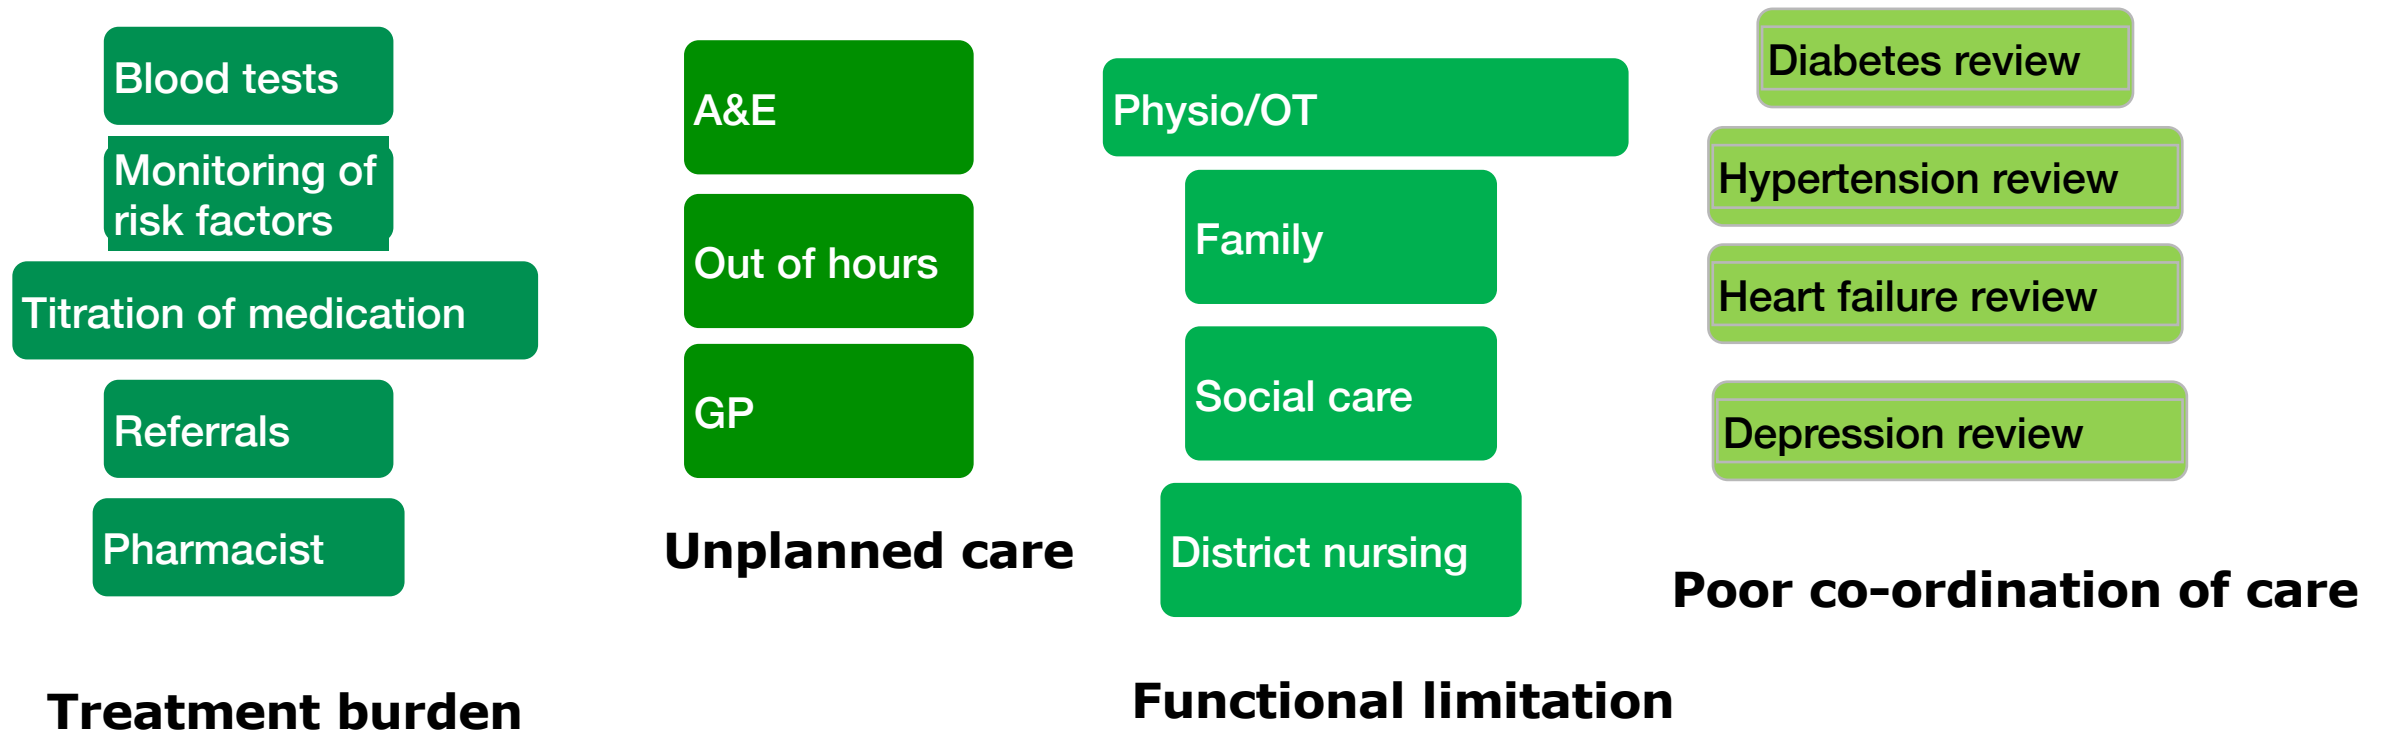 Blood tests
Monitoring of
risk factors
Titration of medication
Referrals
Pharmacist
Treatment burden
A&E
Out of hours
GP
Unplanned care
Physio/OT
Family
Social care
District nursing
Functional limitation
Diabetes review
Hypertension review
Heart failure review
Depression review
Poor co-ordination of care